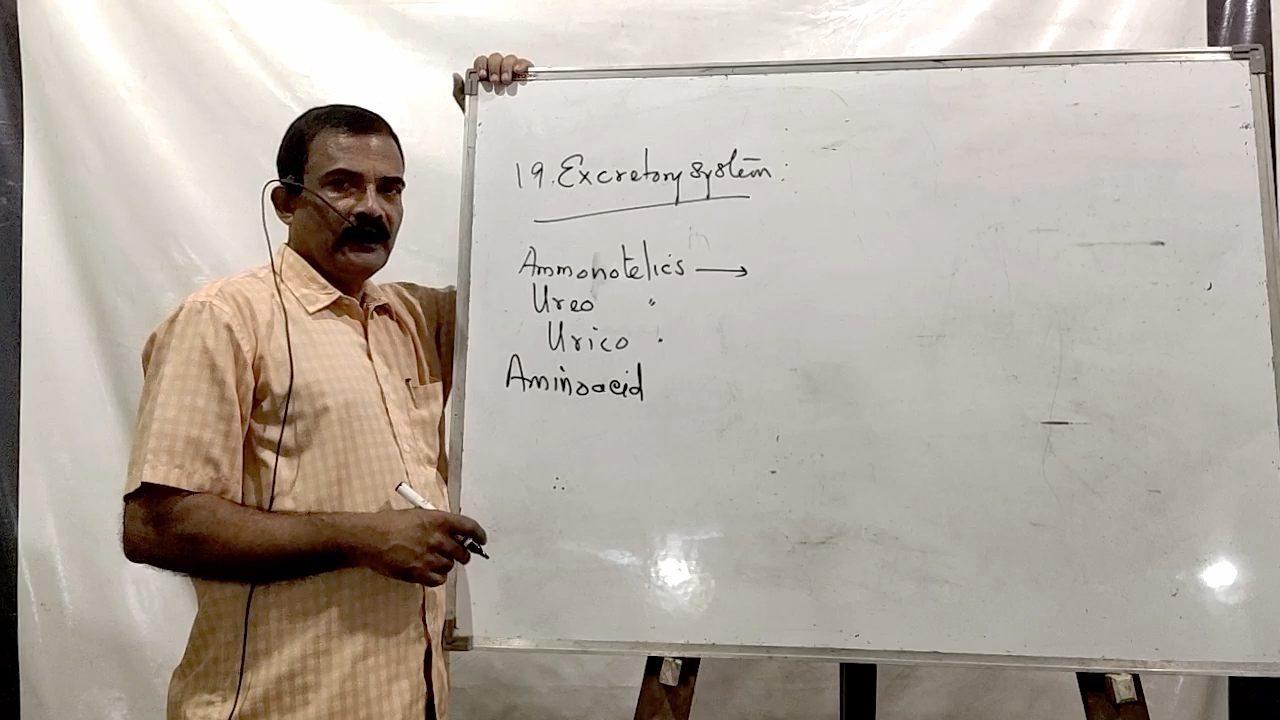 19. Excretory system:
Ammonotelics →
Ureo "
Urico "
Aminoacid